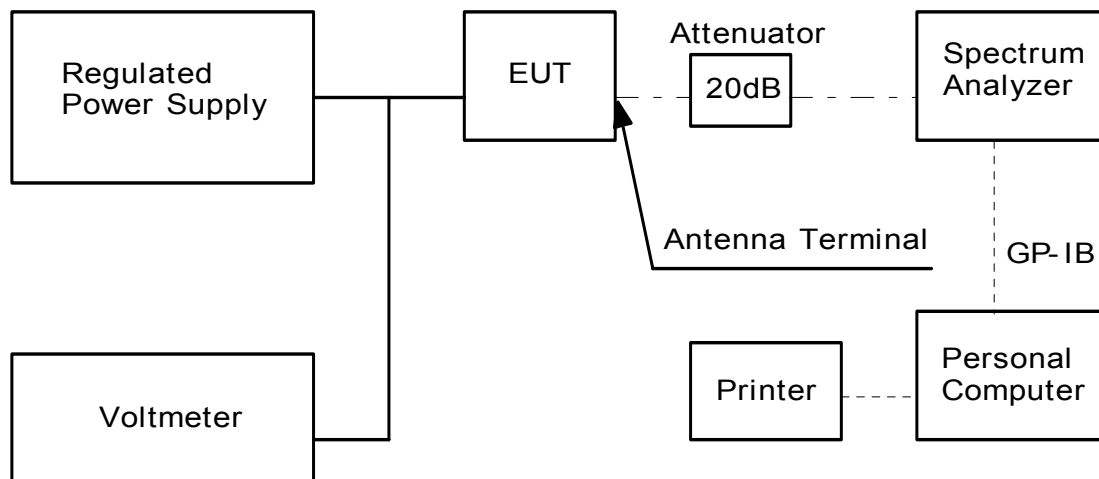 Regulated
Power Supply
EUT
Attenuator
20dB
Spectrum
Analyzer
Antenna Terminal
GP-IB
Voltmeter
Printer
Personal
Computer